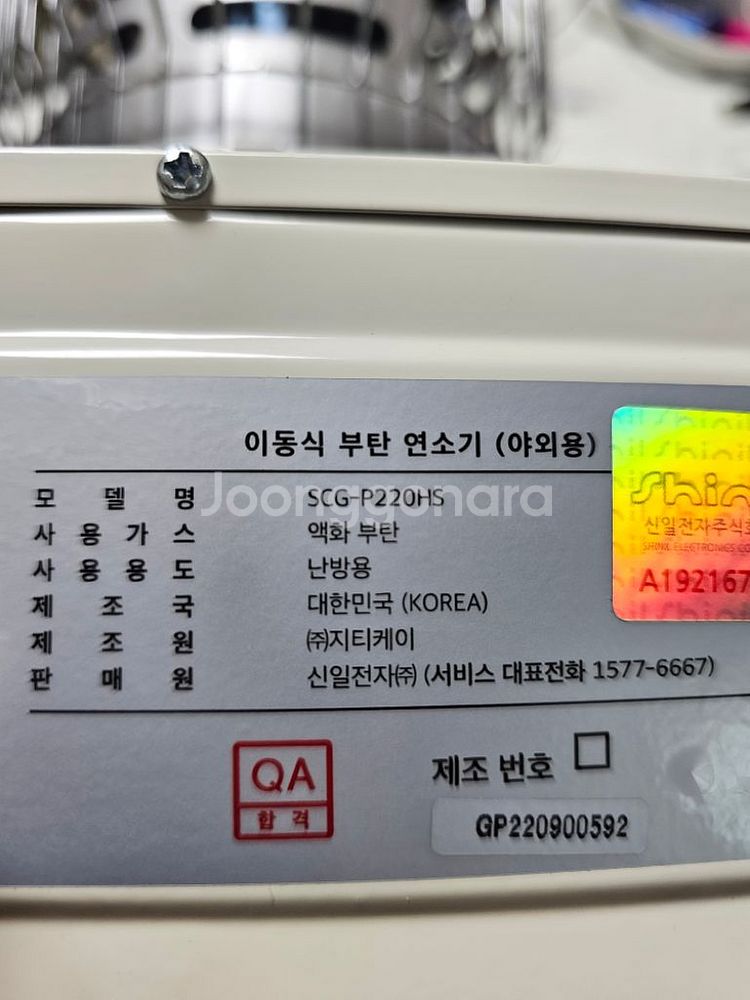 이동식 부탄 연소기 (야외용)
모 델 명 SCG-P220HS
사 용 가 스 액화 부탄
사 용 용 도 난방용
제 조 국 대한민국 (KOREA)
제 조 원 ㈜지티케이
판 매 원 신일전자㈜ (서비스 대표전화 1577-6667)
Joonggonara
Shin
신일전자주식회
SHINIL ELECTRONICS CO
A192167
QA
합 격
제조 번호
GP220900592